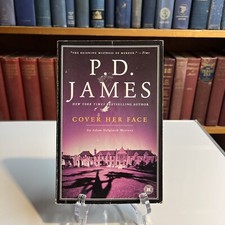 "THE REIGNING MISTRESS OF MURDER." —Time
P.D.
JAMES
NEW YORK TIMES BESTSELLING AUTHOR
COVER HER FACE
An Adam Dalgliesh Mystery